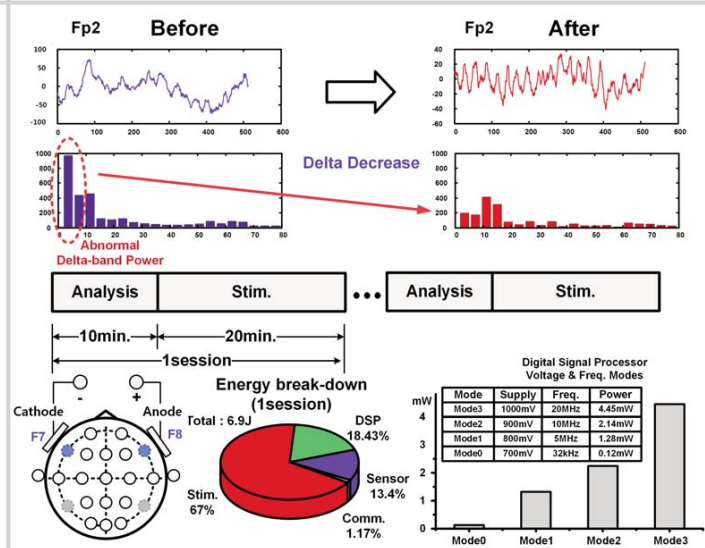 Fp2 Before
100
50
0
-50
-100
0 100 200 300 400 500 600
Fp2 After
40
20
0
-20
-40
-60
0 100 200 300 400 500 600
Delta Decrease
1000
800
600
400
200
0
0 10 20 30 40 50 60 70 80
Abnormal
Delta-band Power
1000
800
600
400
200
0
0 10 20 30 40 50 60 70 80
Analysis Stim. ••• Analysis Stim.
10min. 20min.
1session
Cathode - + Anode
F7 F8
Energy break-down
(1session)
Total : 6.9J
DSP
18.43%
Sensor
13.4%
Comm.
1.17%
Stim.
67%
Digital Signal Processor
Voltage & Freq. Modes
Mode Supply Freq. Power
Mode3 1000mV 20MHz 4.45mW
Mode2 900mV 10MHz 2.14mW
Mode1 800mV 5MHz 1.28mW
Mode0 700mV 32kHz 0.12mW
mW
4
3
2
1
0
Mode0 Mode1 Mode2 Mode3